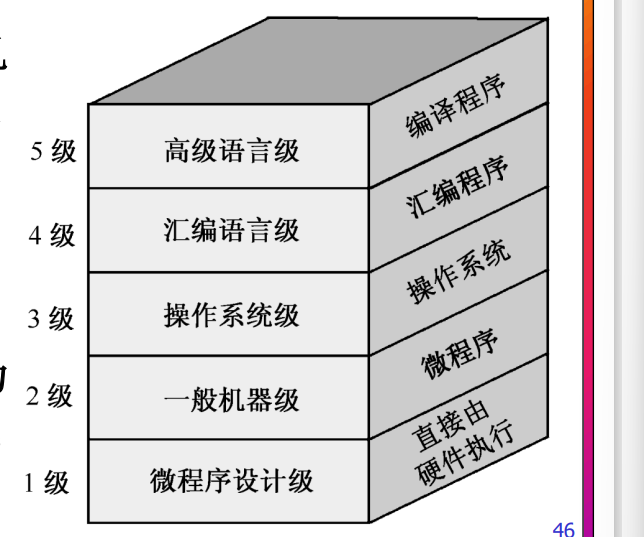 5 级
高级语言级
编译程序
4 级
汇编语言级
汇编程序
3 级
操作系统级
操作系统
2 级
一般机器级
微程序
1 级
微程序设计级
直接由
硬件执行
46